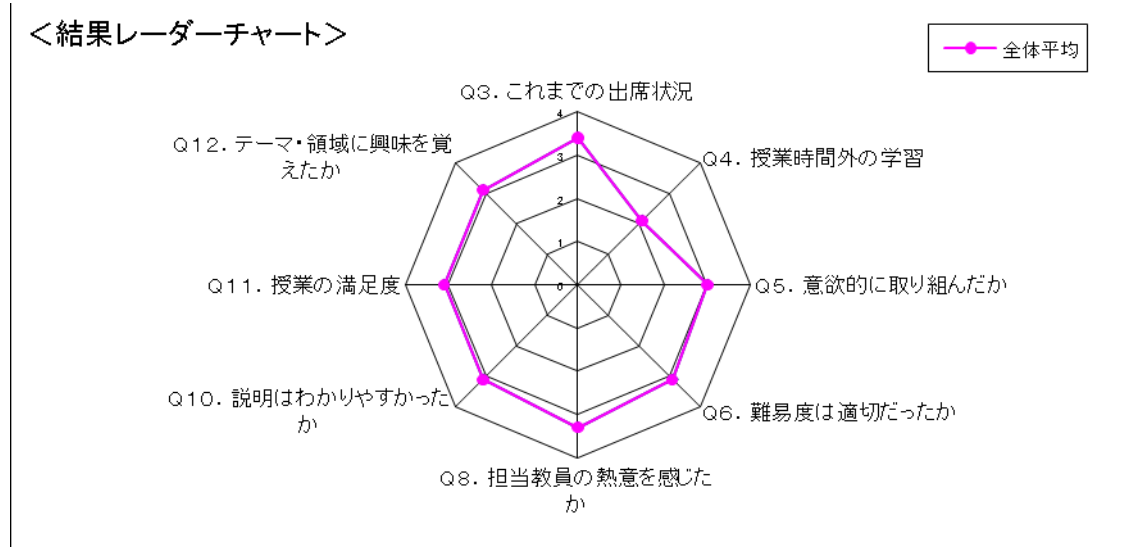 ＜結果レーダーチャート＞
全体平均
Q3．これまでの出席状況
Q4．授業時間外の学習
Q5．意欲的に取り組んだか
Q6．難易度は適切だったか
Q8．担当教員の熱意を感じた
か
Q10．説明はわかりやすかった
か
Q11．授業の満足度
Q12．テーマ・領域に興味を覚
えたか
4
3
2
1
0